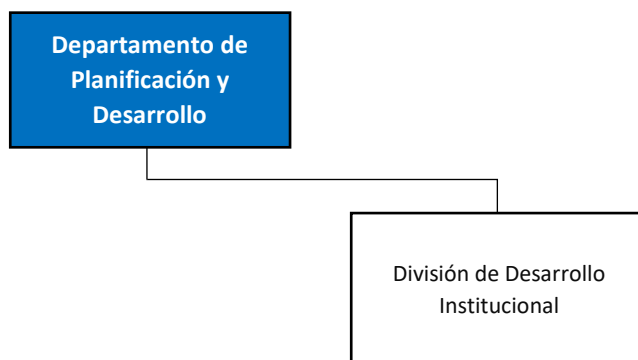 Departamento de
Planificación y
Desarrollo
División de Desarrollo
Institucional